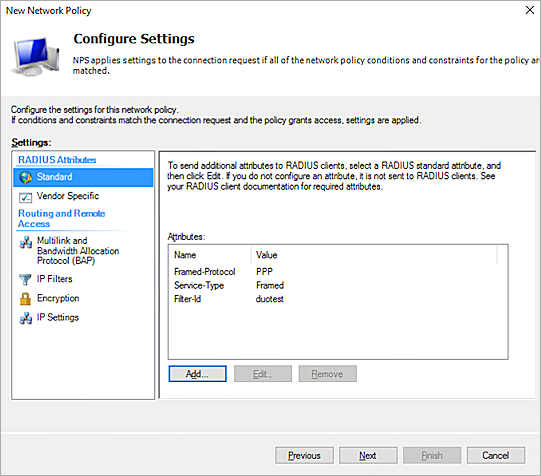 New Network Policy
Configure Settings
NPS applies settings to the connection request if all of the network policy conditions and constraints for the policy are
matched.
Configure the settings for this network policy.
If conditions and constraints match the connection request and the policy grants access, settings are applied.
Settings:
RADIUS Attributes
Standard
Vendor Specific
Routing and Remote
Access
Multilink and
Bandwidth Allocation
Protocol (BAP)
IP Filters
Encryption
IP Settings
To send additional attributes to RADIUS clients, select a RADIUS standard attribute, and
then click Edit. If you do not configure an attribute, it is not sent to RADIUS clients. See
your RADIUS client documentation for required attributes.
Attributes:
Name Value
Framed-Protocol PPP
Service-Type Framed
Filter-Id duotest
Add... Edit... Remove
Previous Next Finish Cancel